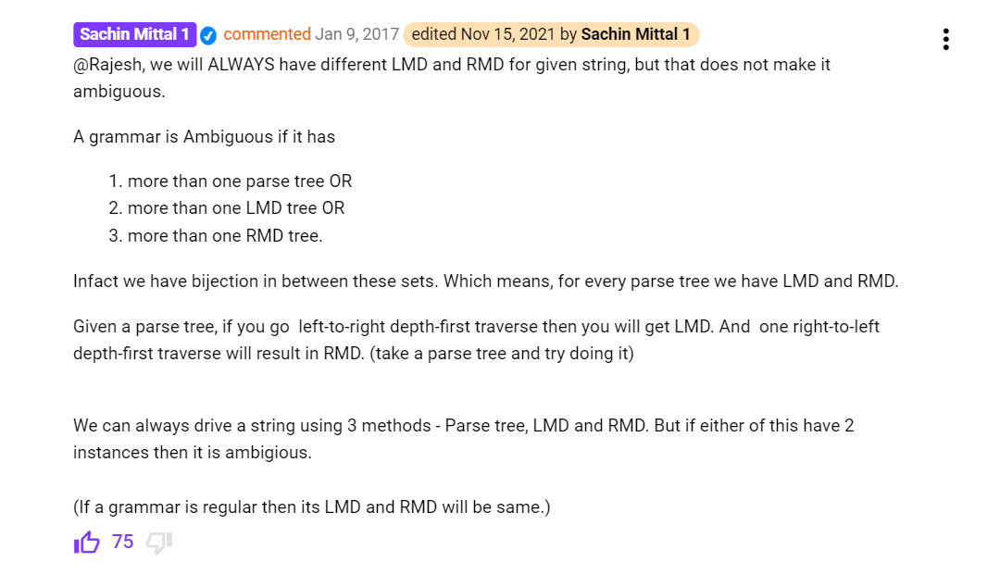 Sachin Mittal 1 commented Jan 9, 2017 edited Nov 15, 2021 by Sachin Mittal 1
@Rajesh, we will ALWAYS have different LMD and RMD for given string, but that does not make it
ambiguous.
A grammar is Ambiguous if it has
1. more than one parse tree OR
2. more than one LMD tree OR
3. more than one RMD tree.
Infact we have bijection in between these sets. Which means, for every parse tree we have LMD and RMD.
Given a parse tree, if you go left-to-right depth-first traverse then you will get LMD. And one right-to-left
depth-first traverse will result in RMD. (take a parse tree and try doing it)
We can always drive a string using 3 methods - Parse tree, LMD and RMD. But if either of this have 2
instances then it is ambigious.
(If a grammar is regular then its LMD and RMD will be same.)
75